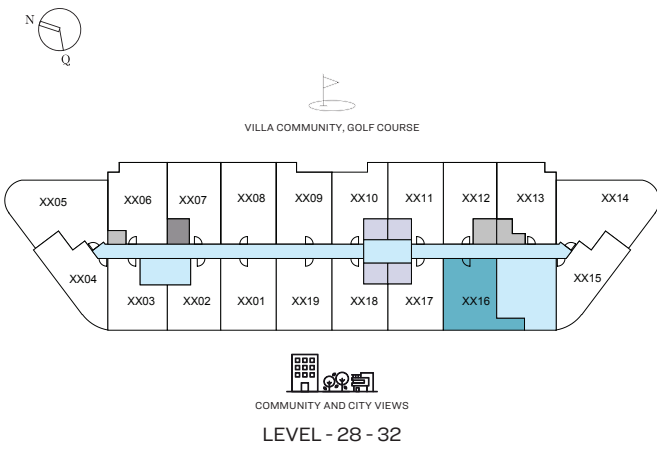 N
Q
VILLA COMMUNITY, GOLF COURSE
XX05 XX06 XX07 XX08 XX09 XX10 XX11 XX12 XX13 XX14
XX04 XX03 XX02 XX01 XX19 XX18 XX17 XX16 XX15
COMMUNITY AND CITY VIEWS
LEVEL - 28 - 32